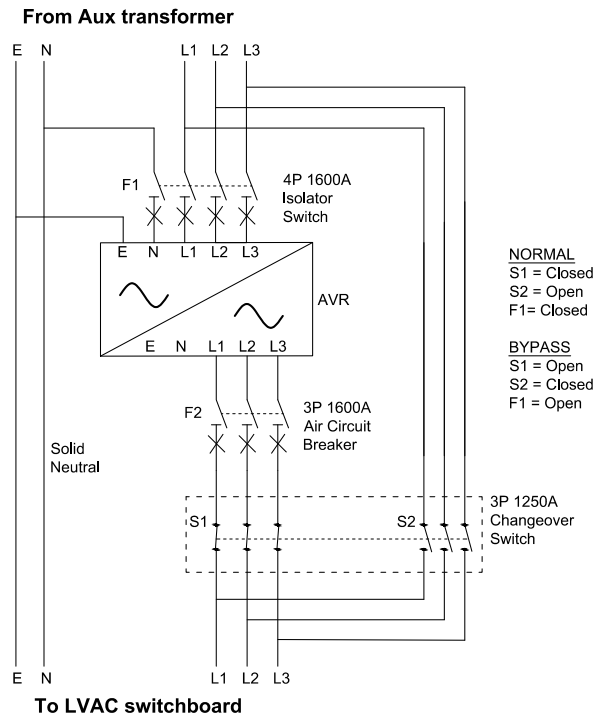 From Aux transformer
E N L1 L2 L3
F1
4P 1600A
Isolator
Switch
E N L1 L2 L3
AVR
E N L1 L2 L3
NORMAL
S1 = Closed
S2 = Open
F1= Closed
BYPASS
S1 = Open
S2 = Closed
F1 = Open
F2
3P 1600A
Air Circuit
Breaker
Solid
Neutral
S1
S2
3P 1250A
Changeover
Switch
E N L1 L2 L3
To LVAC switchboard